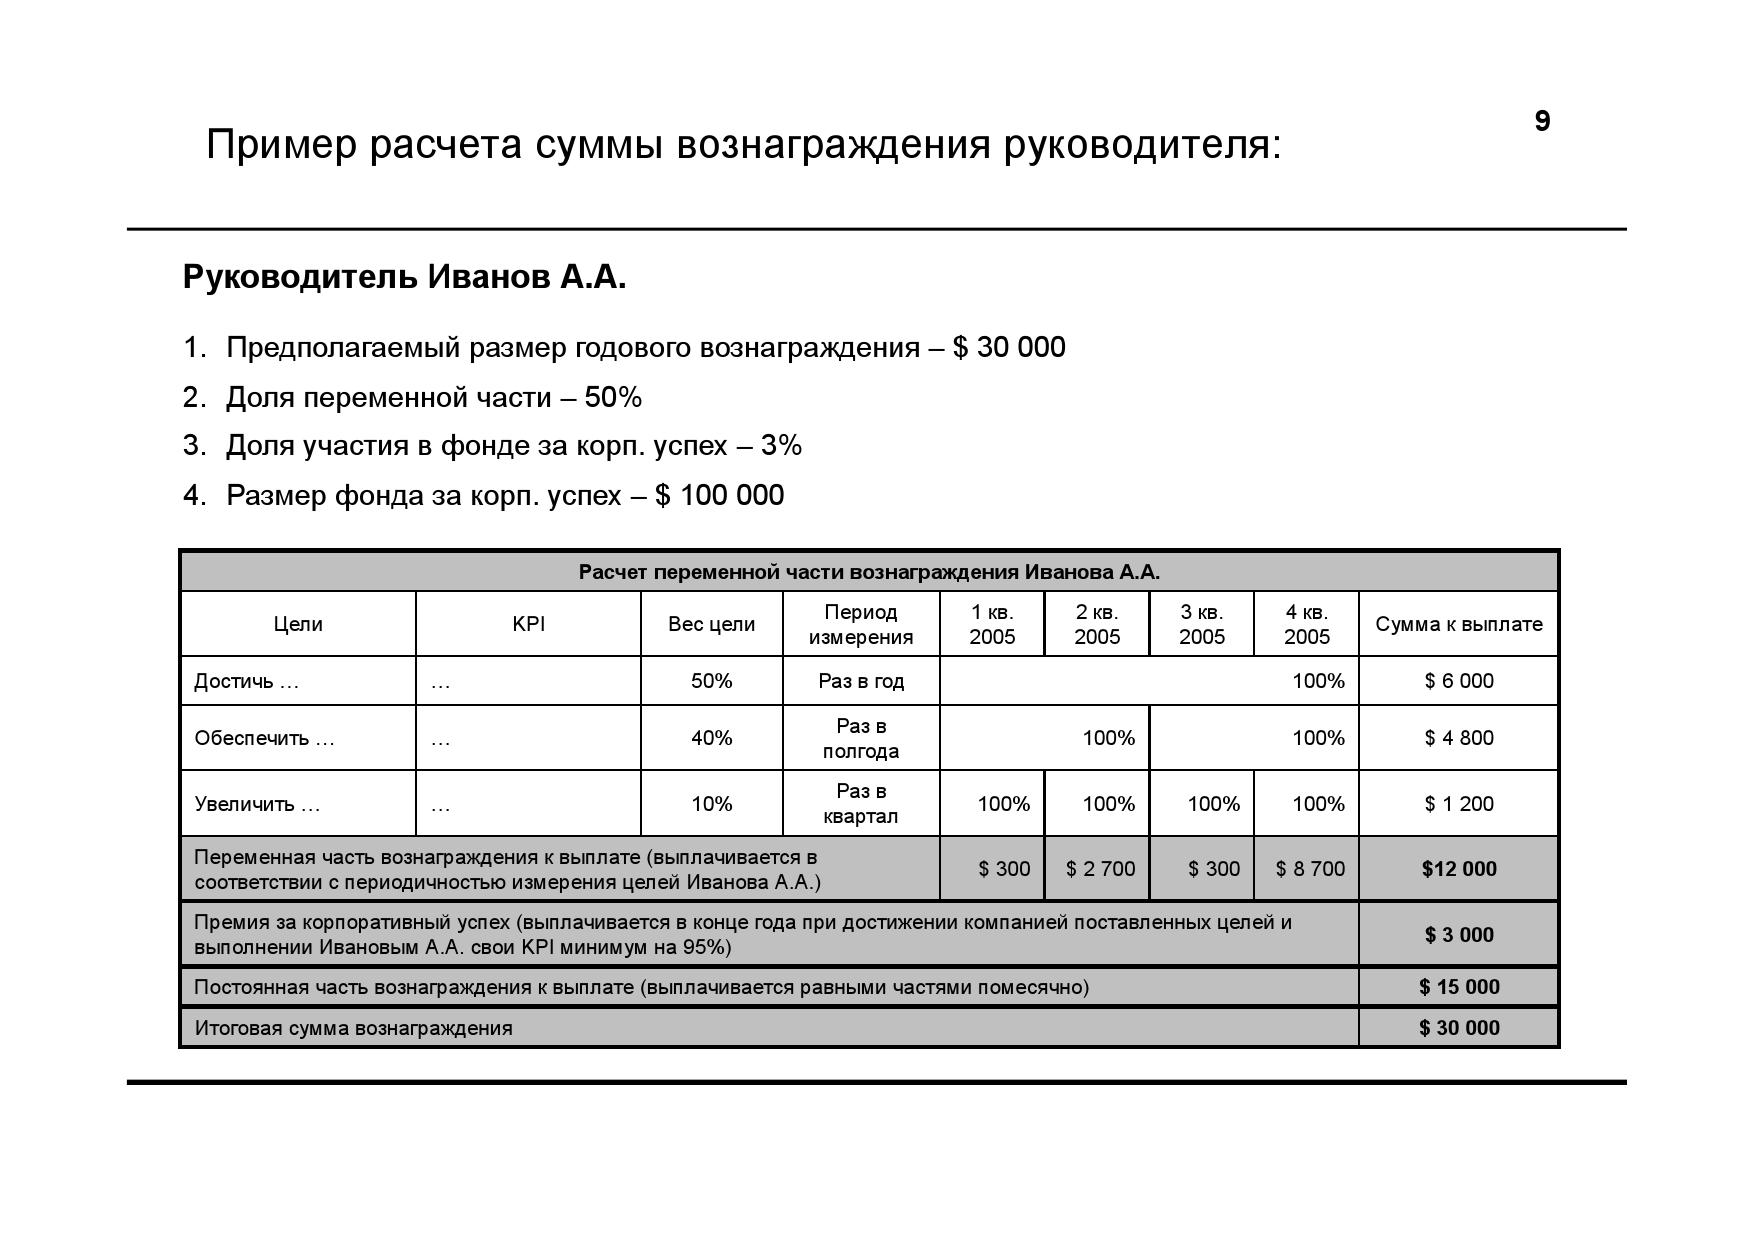 9
Пример расчета суммы вознаграждения руководителя:
Руководитель Иванов А.А.
1. Предполагаемый размер годового вознаграждения – $ 30 000
2. Доля переменной части – 50%
3. Доля участия в фонде за корп. успех – 3%
4. Размер фонда за корп. успех – $ 100 000
Расчет переменной части вознаграждения Иванова А.А.
Цели KPI Вес цели Период измерения 1 кв. 2005 2 кв. 2005 3 кв. 2005 4 кв. 2005 Сумма к выплате
Достичь … … 50% Раз в год 100% $ 6 000
Обеспечить … … 40% Раз в полгода 100% 100% $ 4 800
Увеличить … … 10% Раз в квартал 100% 100% 100% 100% $ 1 200
Переменная часть вознаграждения к выплате (выплачивается в
соответствии с периодичностью измерения целей Иванова А.А.) $ 300 $ 2 700 $ 300 $ 8 700 $12 000
Премия за корпоративный успех (выплачивается в конце года при достижении компанией поставленных целей и
выполнении Ивановым А.А. свои KPI минимум на 95%) $ 3 000
Постоянная часть вознаграждения к выплате (выплачивается равными частями помесячно) $ 15 000
Итоговая сумма вознаграждения $ 30 000